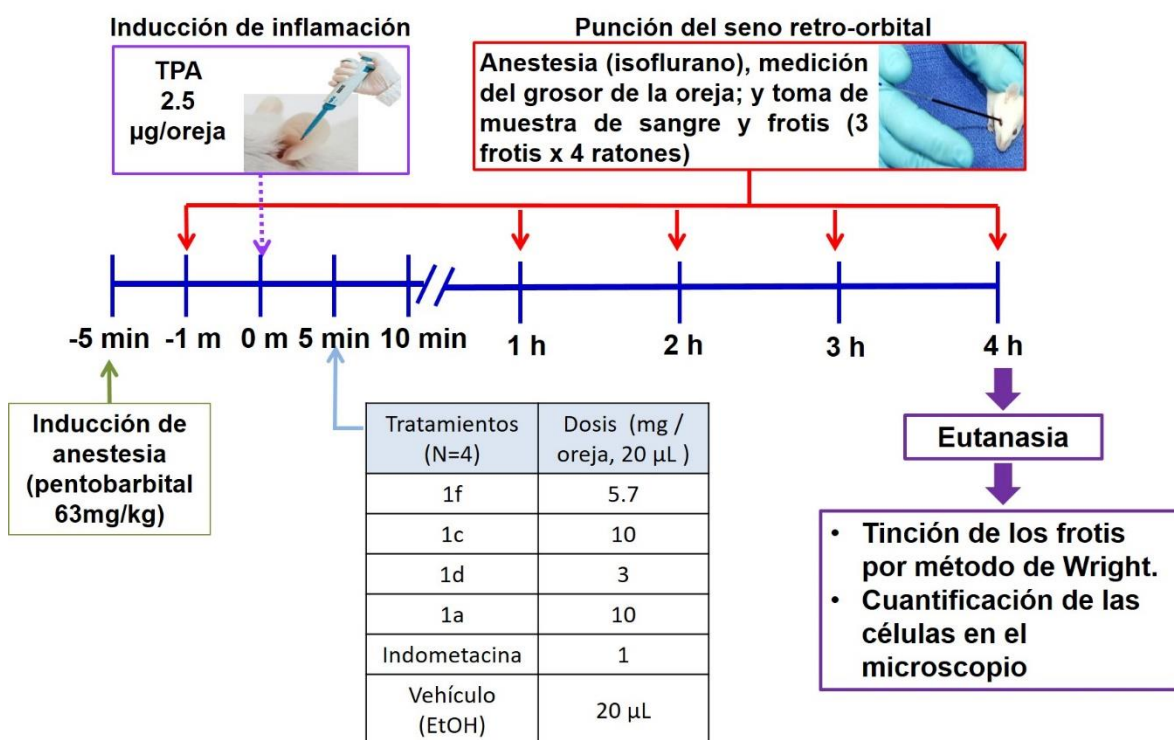 Inducción de inflamación
TPA
2.5
µg/oreja
Punción del seno retro-orbital
Anestesia (isoflurano), medición
del grosor de la oreja; y toma de
muestra de sangre y frotis (3
frotis x 4 ratones)
-5 min -1 m 0 m 5 min 10 min 1 h 2 h 3 h 4 h
Inducción de
anestesia
(pentobarbital
63mg/kg)
Tratamientos
(N=4)
Dosis (mg /
oreja, 20 µL )
1f 5.7
1c 10
1d 3
1a 10
Indometacina 1
Vehículo
(EtOH)
20 µL
Eutanasia
• Tinción de los frotis
por método de Wright.
• Cuantificación de las
células en el
microscopio